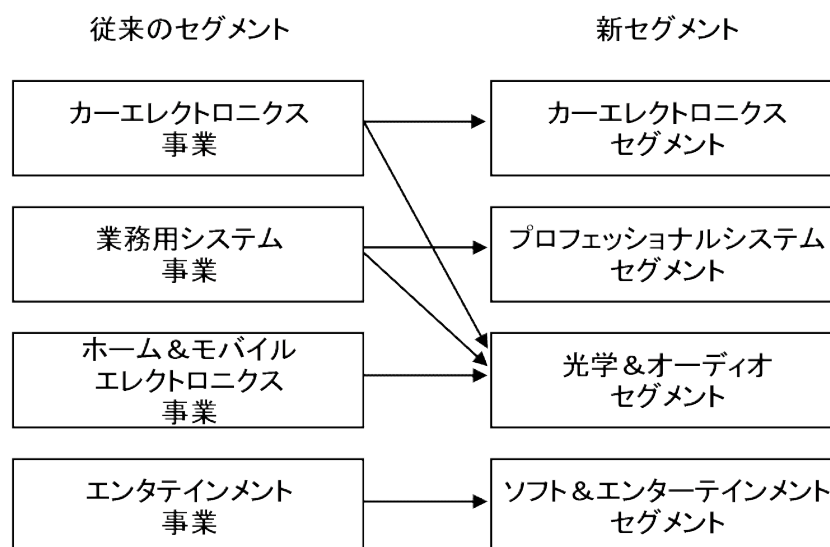 従来のセグメント
新セグメント
カーエレクトロニクス
事業
カーエレクトロニクス
セグメント
業務用システム
事業
プロフェッショナルシステム
セグメント
ホーム＆モバイル
エレクトロニクス
事業
光学＆オーディオ
セグメント
エンタテインメント
事業
ソフト＆エンターテインメント
セグメント